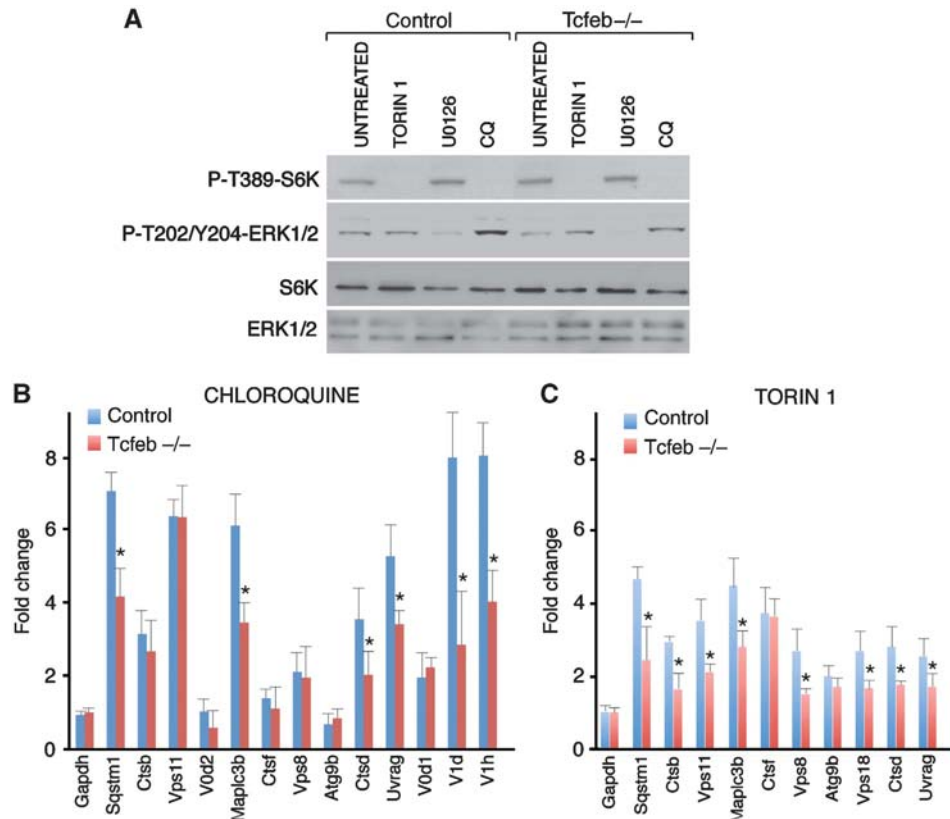 A
Control Tcfeb–/–
UNTREATED TORIN 1 U0126 CQ UNTREATED TORIN 1 U0126 CQ
P-T389-S6K
P-T202/Y204-ERK1/2
S6K
ERK1/2
B CHLOROQUINE
Control
Tcfeb –/–
Fold change
8
6
4
2
0
* * * * * *
Gapdh Sqstm1 Ctsb Vps11 V0d2 Maplc3b Ctsf Vps8 Atg9b Ctsd Uvrag V0d1 V1d V1h
C TORIN 1
Control
Tcfeb –/–
Fold change
8
6
4
2
0
* * * * * * * *
Gapdh Sqstm1 Ctsb Vps11 Maplc3b Ctsf Vps8 Atg9b Vps18 Ctsd Uvrag